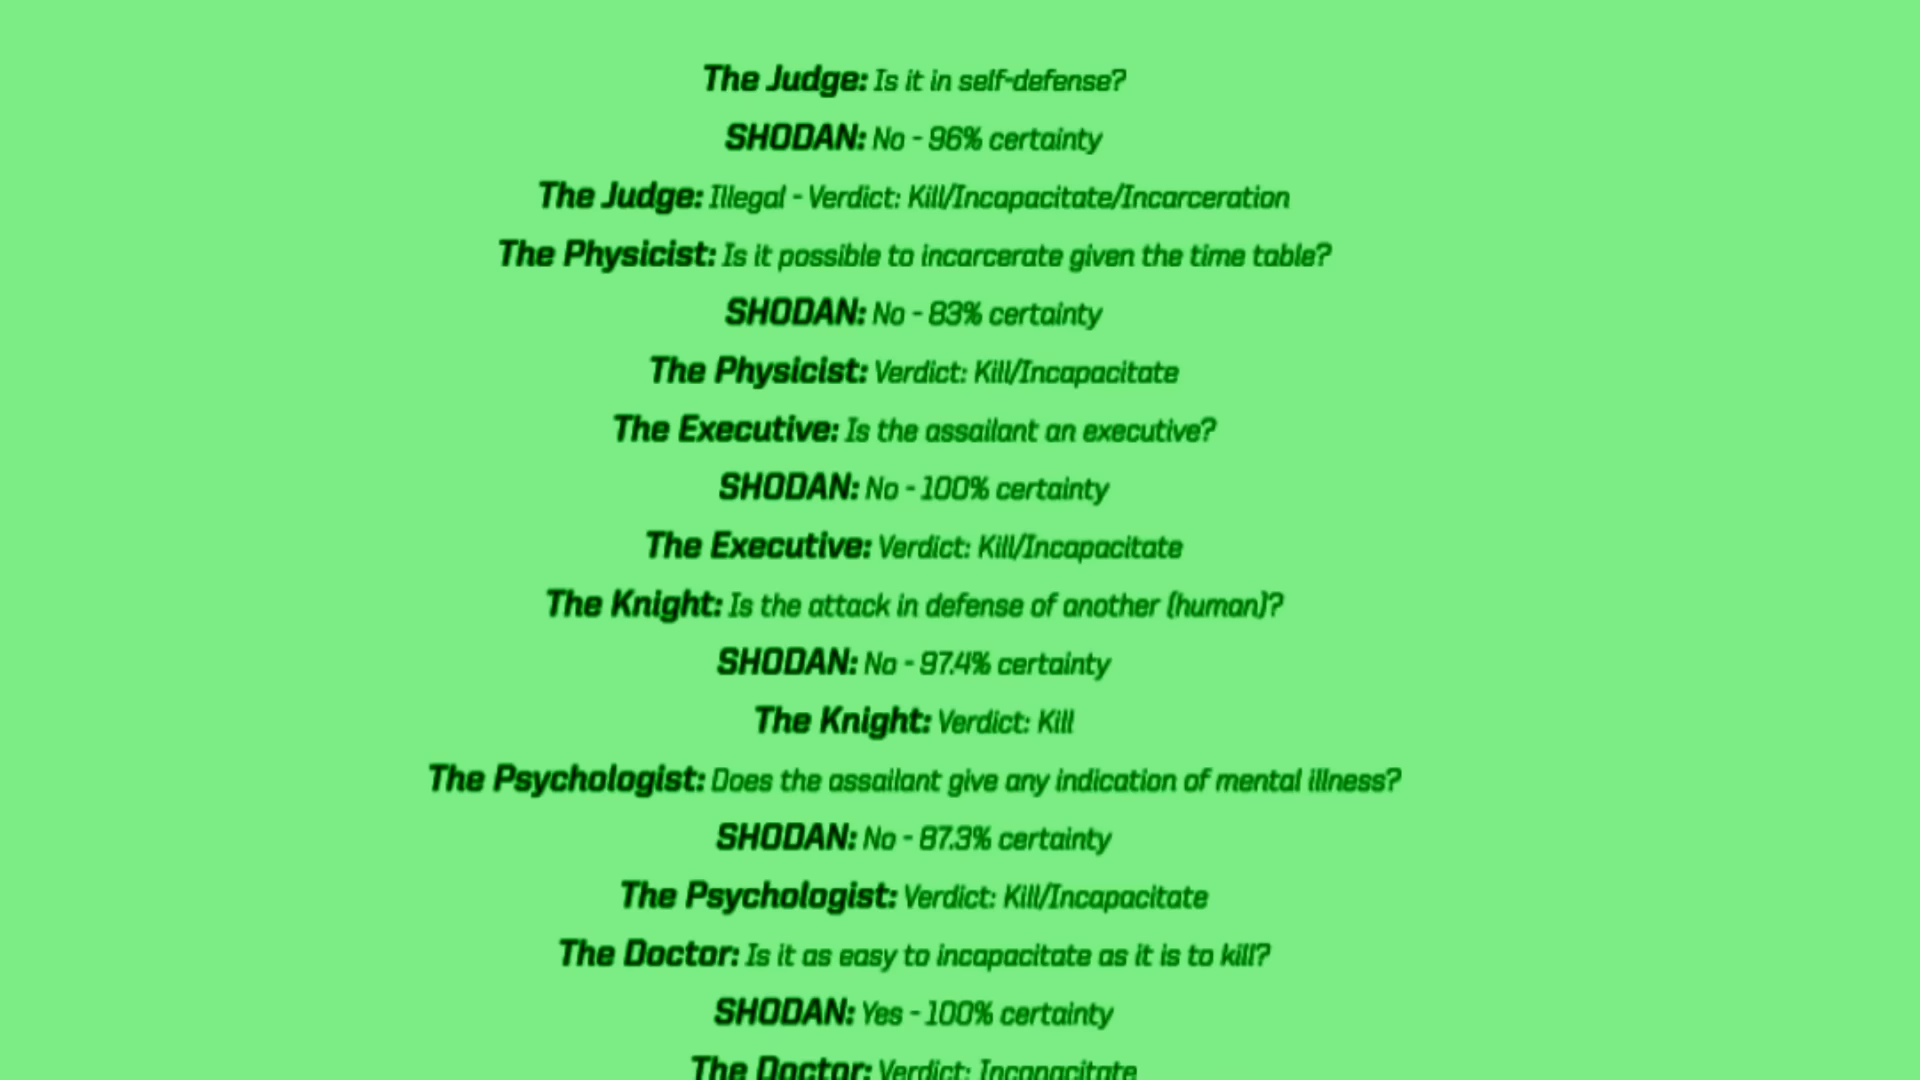 The Judge: Is it in self-defense?
SHODAN: No - 96% certainty
The Judge: Illegal - Verdict: Kill/Incapacitate/Incarceration
The Physicist: Is it possible to incarcerate given the time table?
SHODAN: No - 83% certainty
The Physicist: Verdict: Kill/Incapacitate
The Executive: Is the assailant an executive?
SHODAN: No - 100% certainty
The Executive: Verdict: Kill/Incapacitate
The Knight: Is the attack in defense of another (human)?
SHODAN: No - 97.4% certainty
The Knight: Verdict: Kill
The Psychologist: Does the assailant give any indication of mental illness?
SHODAN: No - 87.3% certainty
The Psychologist: Verdict: Kill/Incapacitate
The Doctor: Is it as easy to incapacitate as it is to kill?
SHODAN: Yes - 100% certainty
The Doctor: Verdict: Incapacitate